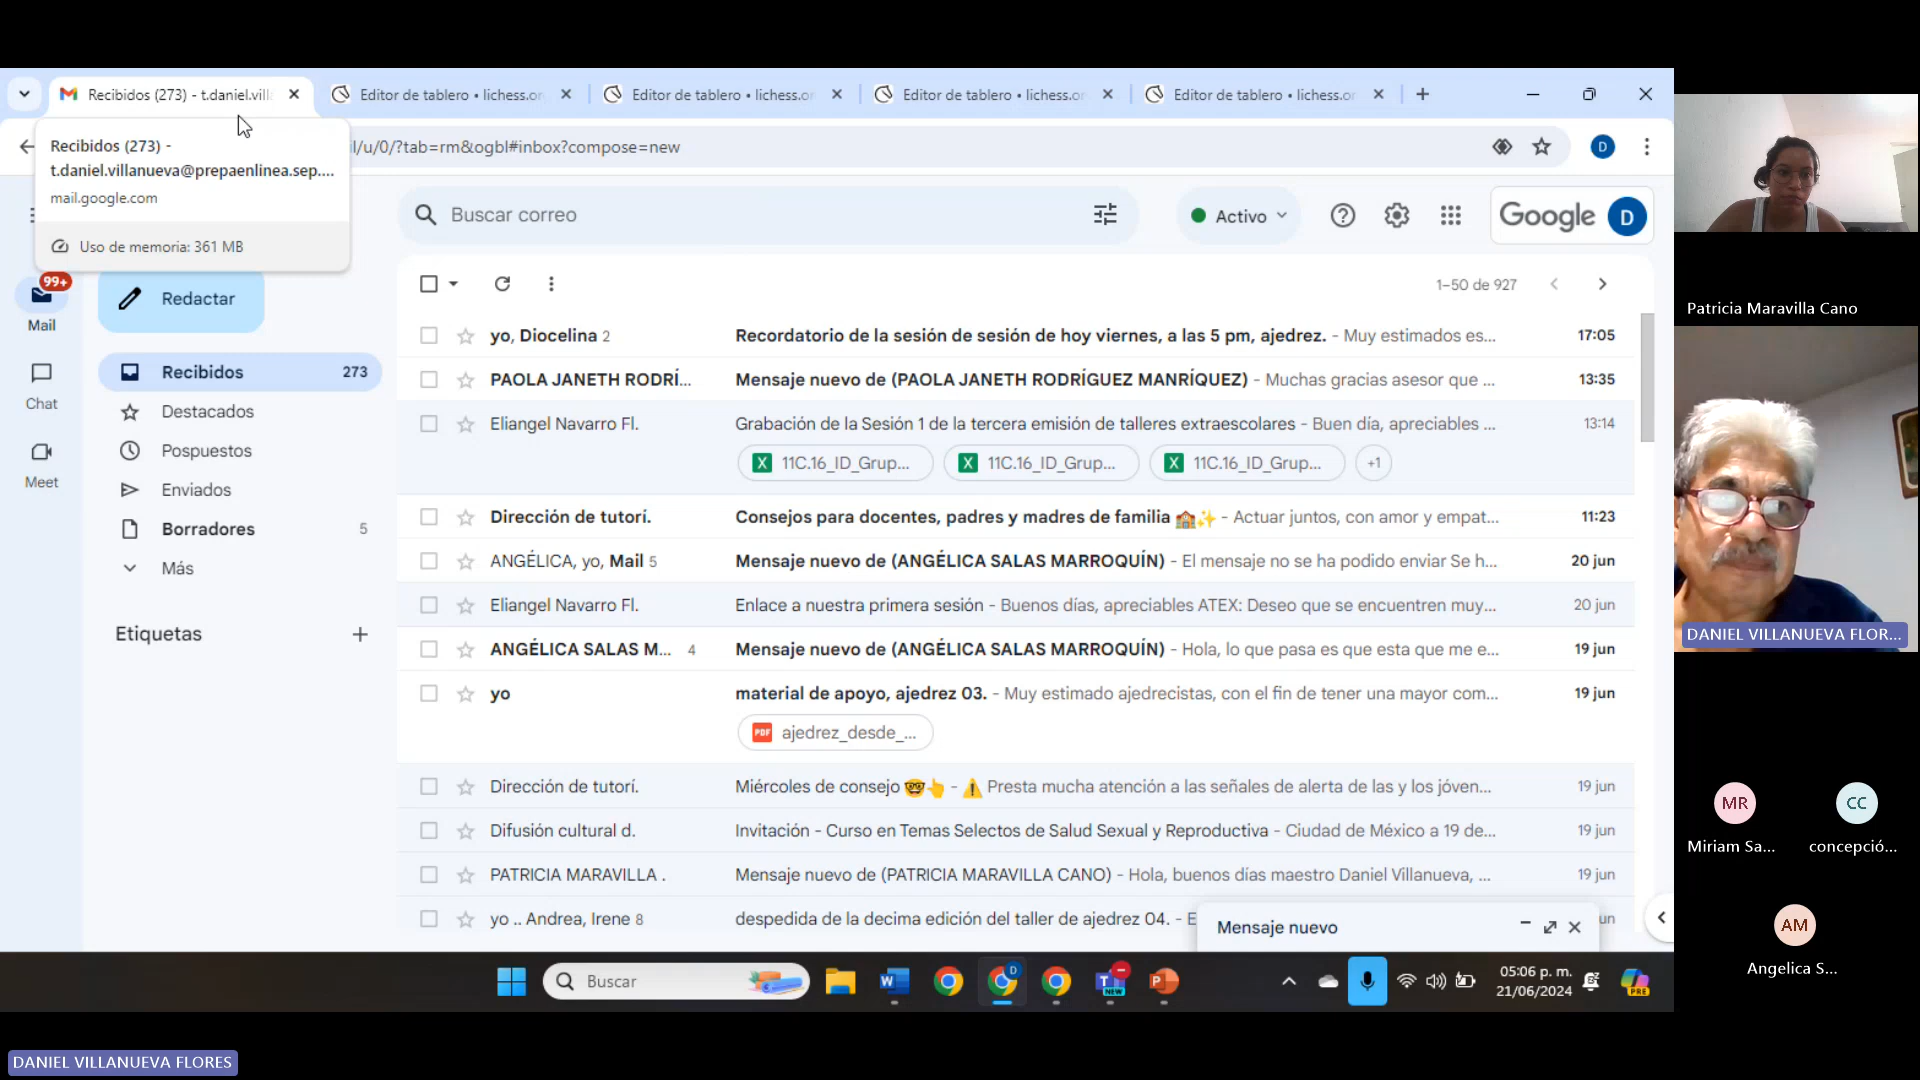 Recibidos (273) - t.daniel.vill
Editor de tablero • lichess.or
Editor de tablero • lichess.or
Editor de tablero • lichess.or
Editor de tablero • lichess.or
il/u/0/?tab=rm&ogbl#inbox?compose=new
D
Recibidos (273) -
t.daniel.villanueva@prepaenlinea.sep....
mail.google.com
Uso de memoria: 361 MB
Buscar correo
Activo
Google
D
99+
Mail
Chat
Meet
Redactar
Recibidos 273
Destacados
Pospuestos
Enviados
Borradores 5
Más
Etiquetas
1–50 de 927
yo, Diocelina 2 Recordatorio de la sesión de sesión de hoy viernes, a las 5 pm, ajedrez. - Muy estimados es... 17:05
PAOLA JANETH RODRÍ... Mensaje nuevo de (PAOLA JANETH RODRÍGUEZ MANRÍQUEZ) - Muchas gracias asesor que ... 13:35
Eliangel Navarro Fl. Grabación de la Sesión 1 de la tercera emisión de talleres extraescolares - Buen día, apreciables ... 13:14
11C.16_ID_Grup... 11C.16_ID_Grup... 11C.16_ID_Grup... +1
Dirección de tutorí. Consejos para docentes, padres y madres de familia 🏫✨ - Actuar juntos, con amor y empat... 11:23
ANGÉLICA, yo, Mail 5 Mensaje nuevo de (ANGÉLICA SALAS MARROQUÍN) - El mensaje no se ha podido enviar Se h... 20 jun
Eliangel Navarro Fl. Enlace a nuestra primera sesión - Buenos días, apreciables ATEX: Deseo que se encuentren muy... 20 jun
ANGÉLICA SALAS M... 4 Mensaje nuevo de (ANGÉLICA SALAS MARROQUÍN) - Hola, lo que pasa es que esta que me e... 19 jun
yo material de apoyo, ajedrez 03. - Muy estimado ajedrecistas, con el fin de tener una mayor com... 19 jun
PDF ajedrez_desde_...
Dirección de tutorí. Miércoles de consejo 🤓👆 - ⚠️ Presta mucha atención a las señales de alerta de las y los jóven... 19 jun
Difusión cultural d. Invitación - Curso en Temas Selectos de Salud Sexual y Reproductiva - Ciudad de México a 19 de... 19 jun
PATRICIA MARAVILLA . Mensaje nuevo de (PATRICIA MARAVILLA CANO) - Hola, buenos días maestro Daniel Villanueva, ... 19 jun
yo .. Andrea, Irene 8 despedida de la decima edición del taller de ajedrez 04. - E un
Mensaje nuevo
Buscar
W
D
T
NEW
P
05:06 p. m.
21/06/2024
PRE
Patricia Maravilla Cano
DANIEL VILLANUEVA FLOR...
MR
CC
Miriam Sa...
concepció...
AM
Angelica S...
DANIEL VILLANUEVA FLORES